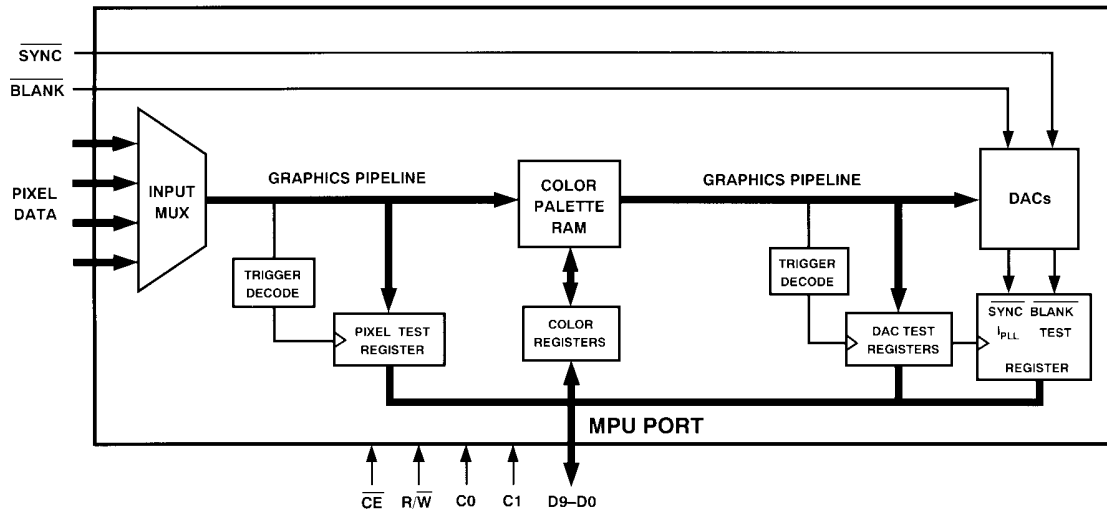 SYNC
BLANK
PIXEL
DATA
INPUT
MUX
GRAPHICS PIPELINE
COLOR
PALETTE
RAM
GRAPHICS PIPELINE
DACs
TRIGGER
DECODE
PIXEL TEST
REGISTER
COLOR
REGISTERS
TRIGGER
DECODE
DAC TEST
REGISTERS
SYNC BLANK
IPLL TEST
REGISTER
MPU PORT
CE R/W C0 C1 D9–D0